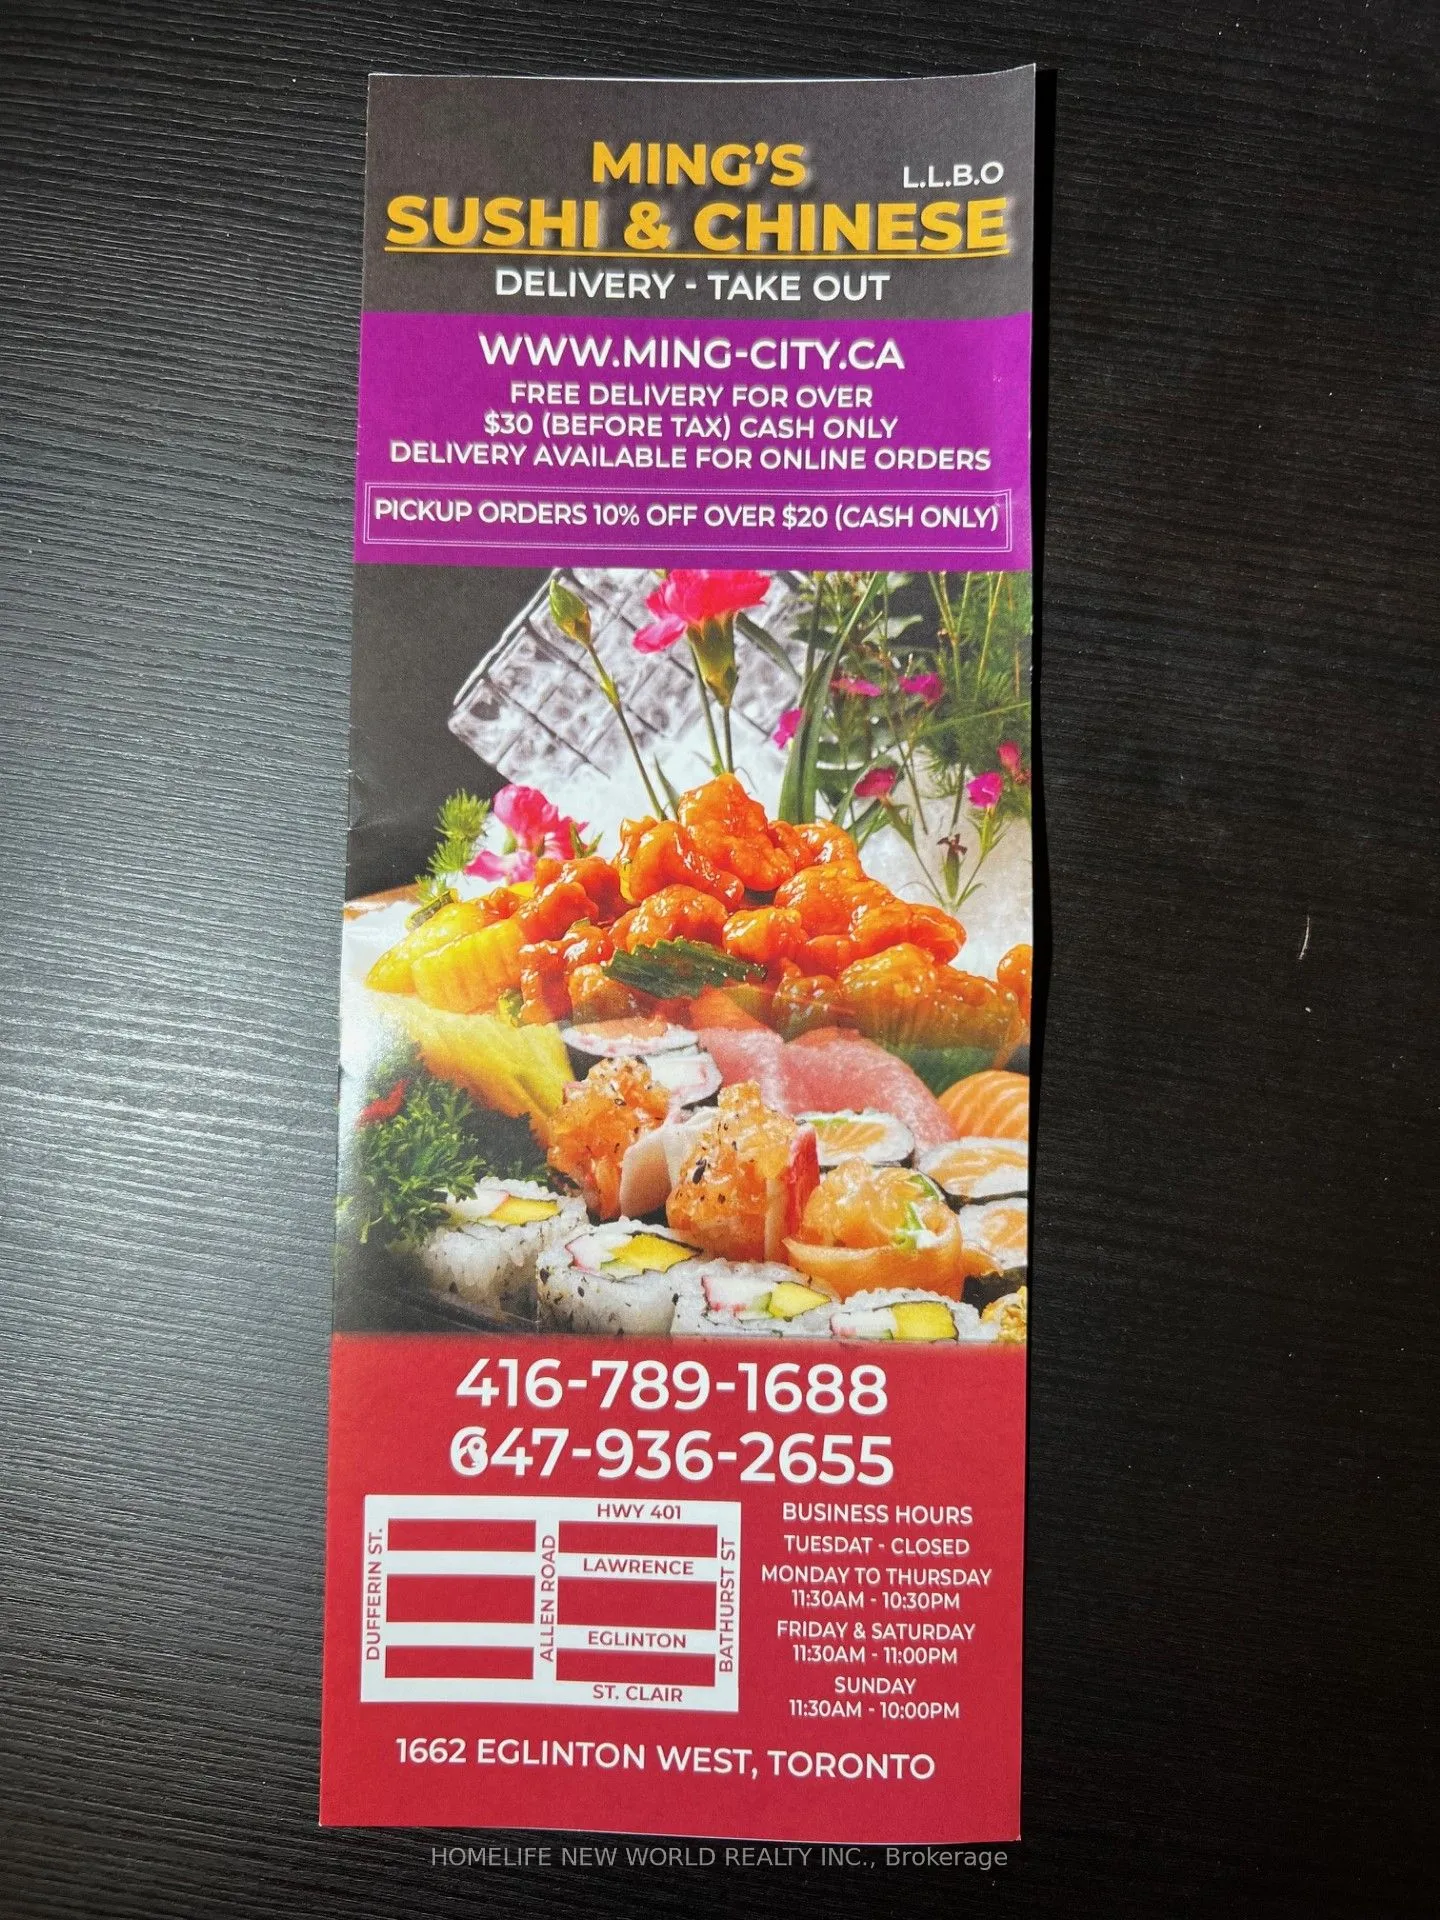 MING'S
L.L.B.O
SUSHI & CHINESE
DELIVERY - TAKE OUT
WWW.MING-CITY.CA
FREE DELIVERY FOR OVER
$30 (BEFORE TAX) CASH ONLY
DELIVERY AVAILABLE FOR ONLINE ORDERS
PICKUP ORDERS 10% OFF OVER $20 (CASH ONLY)
416-789-1688
647-936-2655
HWY 401
LAWRENCE
EGLINTON
ST. CLAIR
DUFFERIN ST.
ALLEN ROAD
BATHURST ST
BUSINESS HOURS
TUESDAT - CLOSED
MONDAY TO THURSDAY
11:30AM - 10:30PM
FRIDAY & SATURDAY
11:30AM - 11:00PM
SUNDAY
11:30AM - 10:00PM
1662 EGLINTON WEST, TORONTO
HOMELIFE NEW WORLD REALTY INC., Brokerage